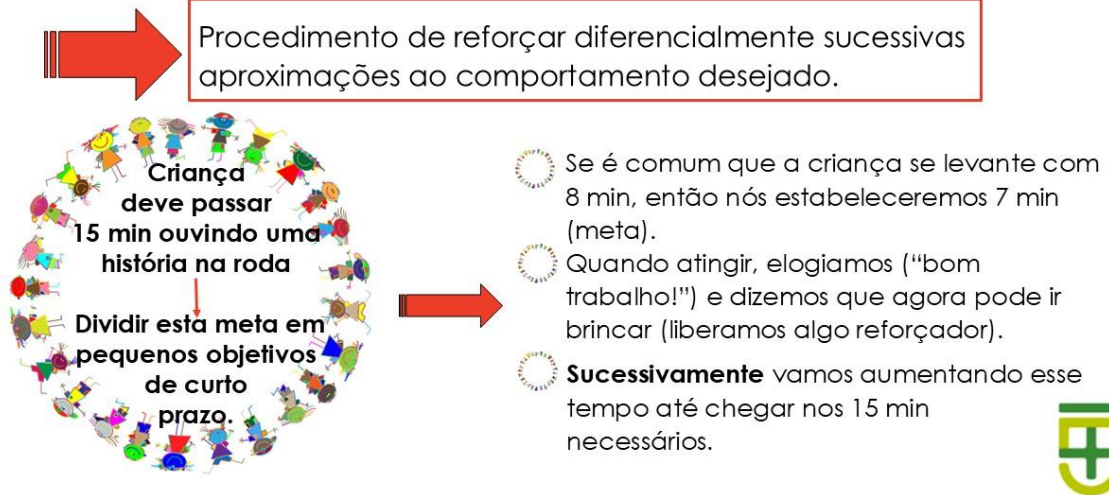 Procedimento de reforçar diferencialmente sucessivas
aproximações ao comportamento desejado.
Criança
deve passar
15 min ouvindo uma
história na roda
Dividir esta meta em
pequenos objetivos
de curto
prazo.
Se é comum que a criança se levante com
8 min, então nós estabeleceremos 7 min
(meta).
Quando atingir, elogiamos (“bom
trabalho!”) e dizemos que agora pode ir
brincar (liberamos algo reforçador).
Sucessivamente vamos aumentando esse
tempo até chegar nos 15 min
necessários.